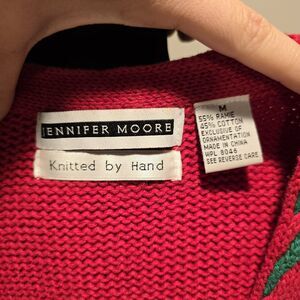 JENNIFER MOORE
Knitted by Hand
M
55% RAMIE
45% COTTON
EXCLUSIVE OF
ORNAMENTATION
MADE IN CHINA
WPL 8046
SEE REVERSE CARE